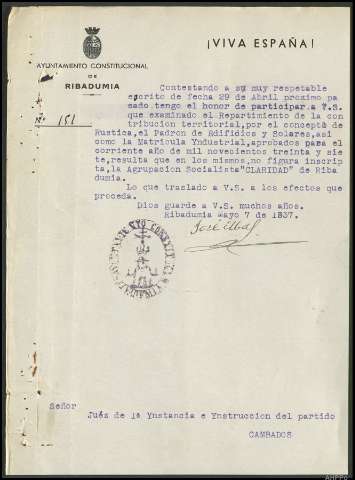 ¡VIVA ESPAÑA!
AYUNTAMIENTO CONSTITUCIONAL
DE
RIBADUMIA
Nº 151
Contestando a su muy respetable
escrito de fecha 29 de Abril proximo pa
sado tengo el honor de participar a V.S.
que examinado el Repartimiento de la con
tribucion territorial, por el concepto de
Rustica, el Padron de Edificios y Solares, asi
como la Matricula Yndustrial, aprobados para el
corriente año de mil novecientos treinta y sie
te, resulta que en los mismos, no figura inscrip
ta, la Agrupacion Socialista "CLARIDAD" de Riba
dumia.
Lo que traslado a V.S. a los efectos que
proceda.
Dios guarde a V.S. muchos años.
Ribadumia Mayo 7 de 1937.
José
Señor
Juéz de 1ª Ynstancia e Ynstruccion del partido
CAMBADOS
AHPPo